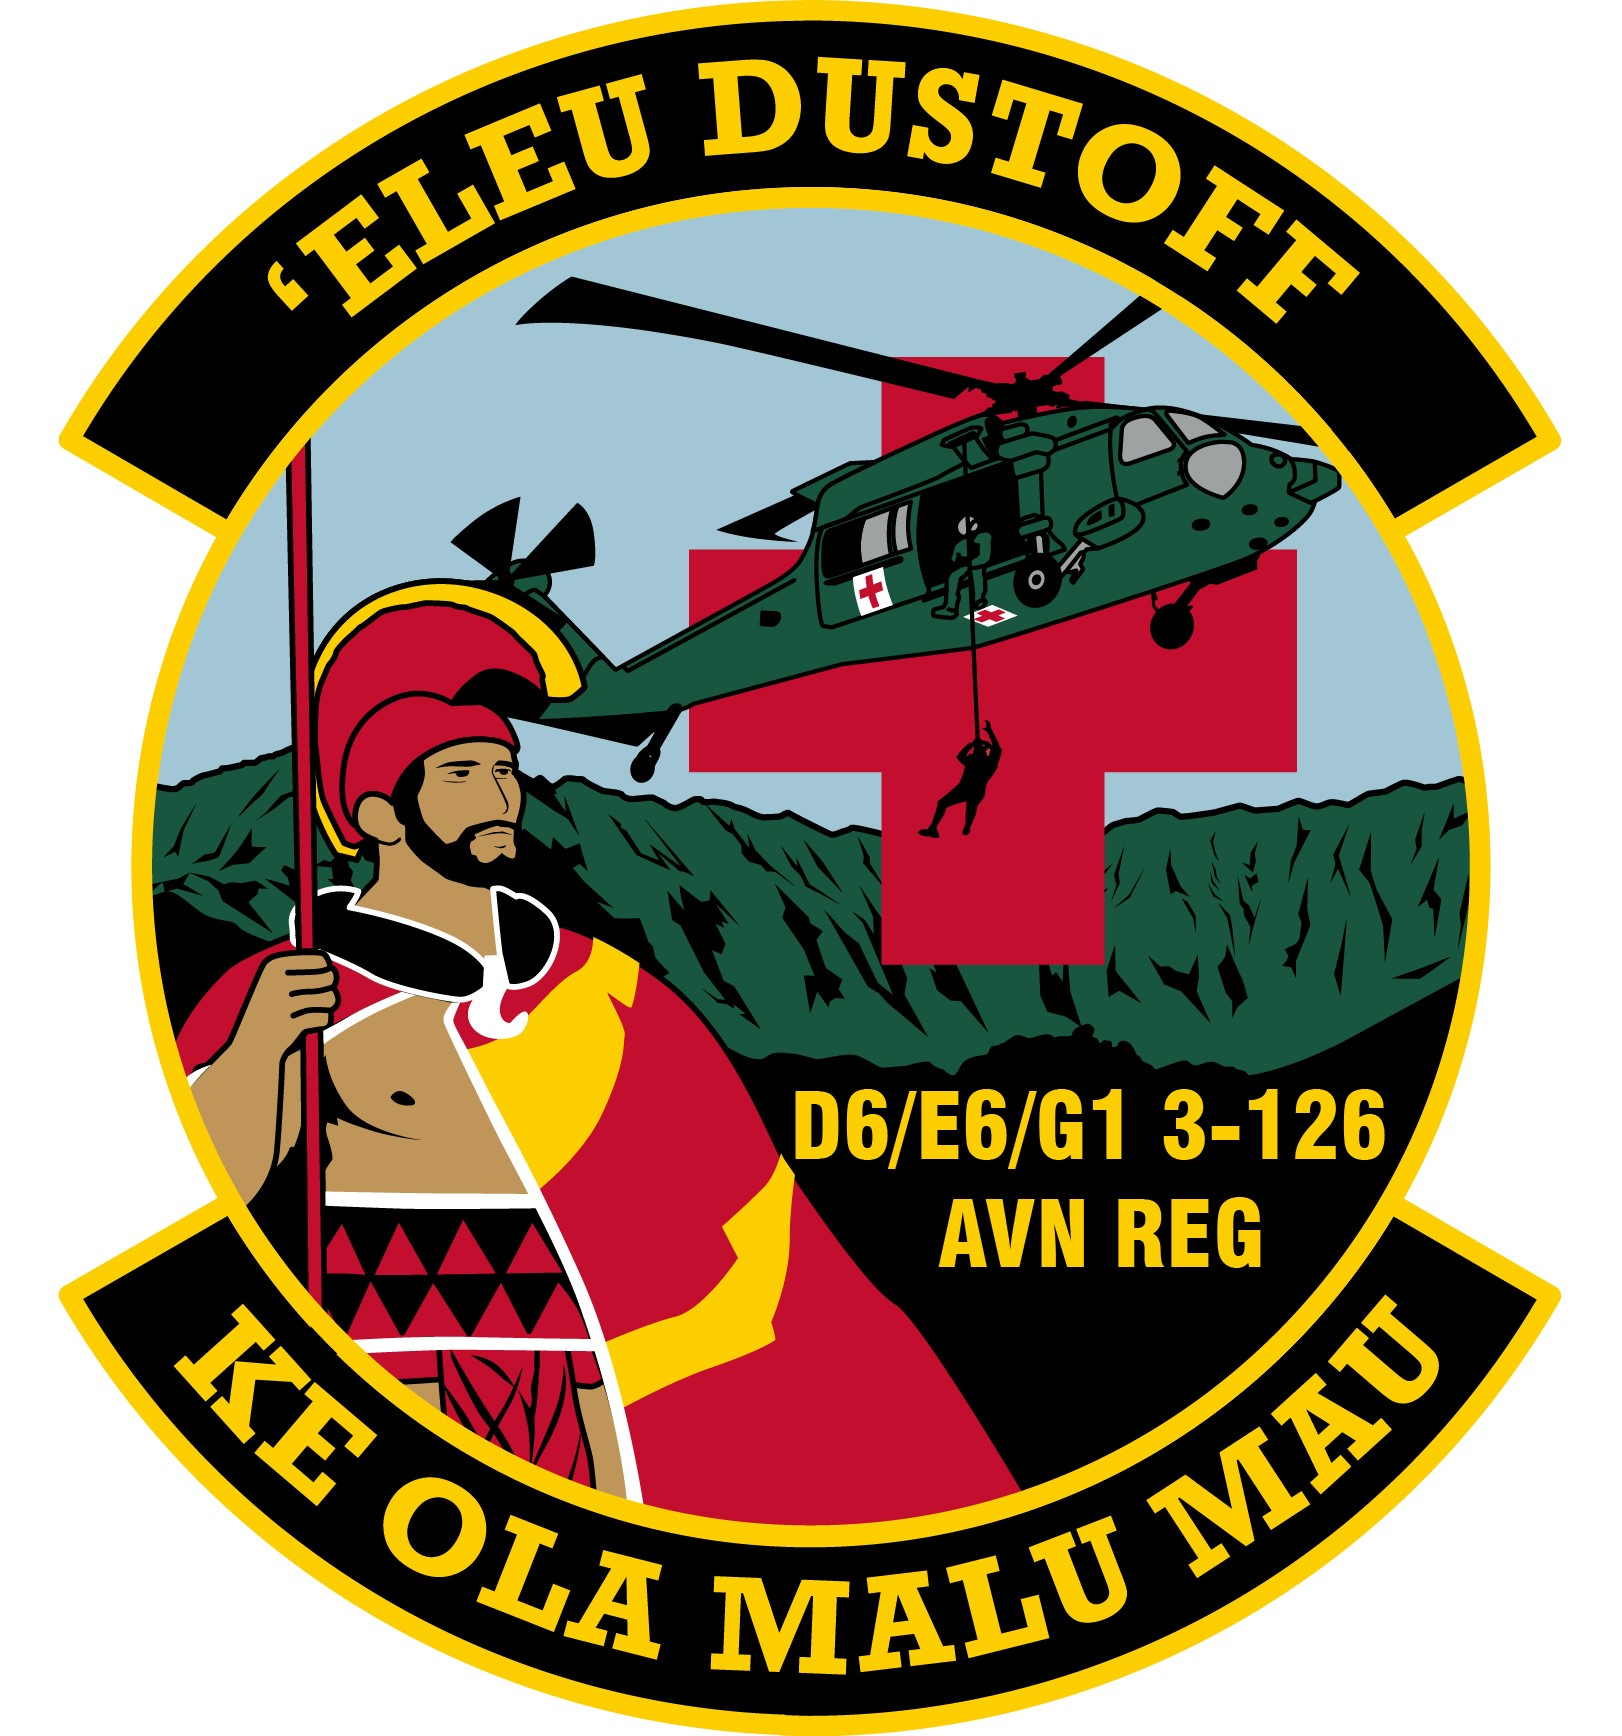 ʻELEU DUSTOFF
D6/E6/G1 3-126
AVN REG
KE OLA MALU MAU